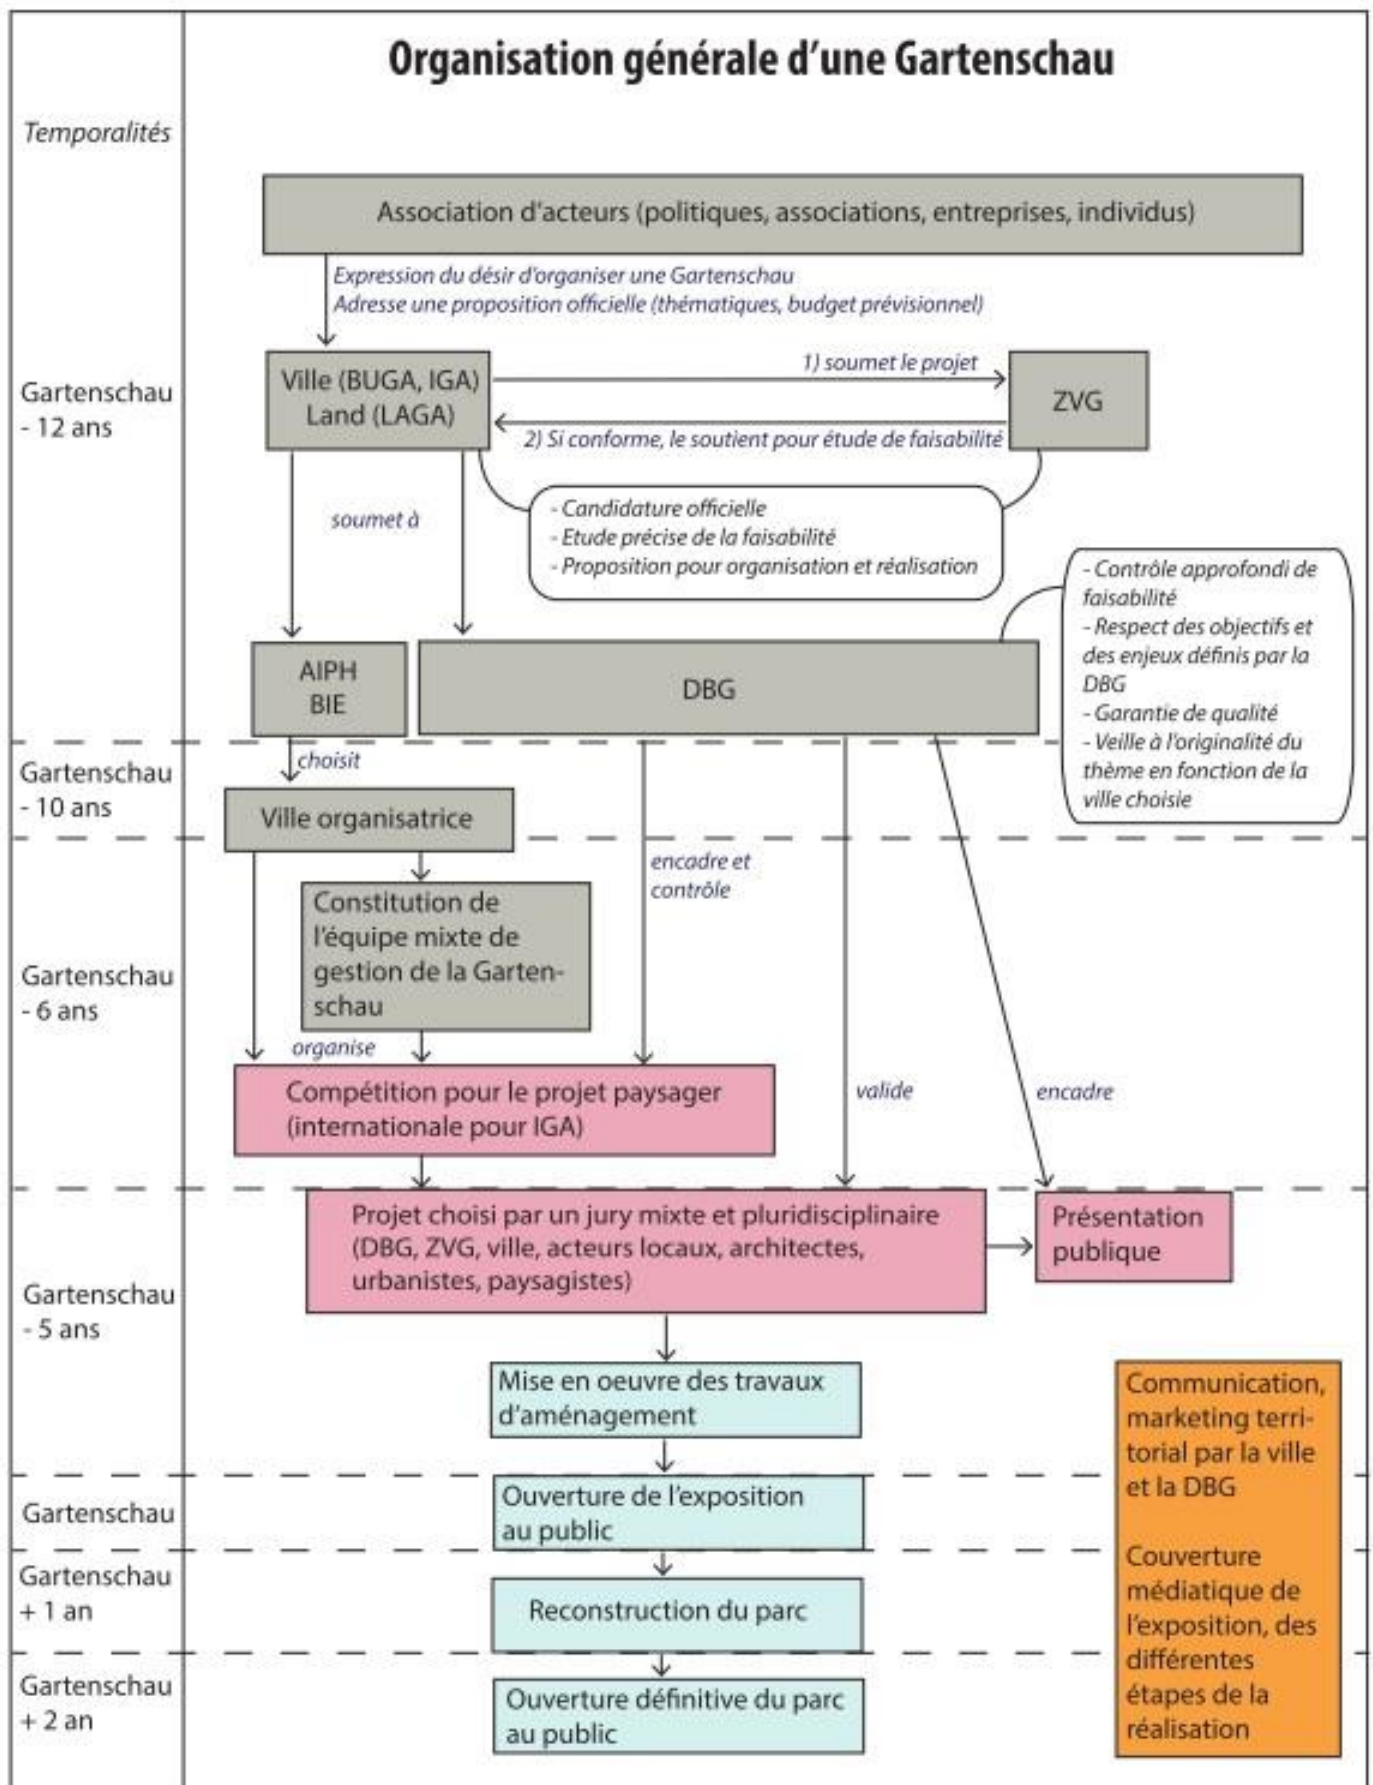 Organisation générale d'une Gartenschau
Temporalités
Association d'acteurs (politiques, associations, entreprises, individus)
Expression du désir d'organiser une Gartenschau
Adresse une proposition officielle (thématiques, budget prévisionnel)
Gartenschau
- 12 ans
Ville (BUGA, IGA)
Land (LAGA)
1) soumet le projet
2) Si conforme, le soutient pour étude de faisabilité
ZVG
soumet à
- Candidature officielle
- Etude précise de la faisabilité
- Proposition pour organisation et réalisation
- Contrôle approfondi de
faisabilité
- Respect des objectifs et
des enjeux définis par la
DBG
- Garantie de qualité
- Veille à l'originalité du
thème en fonction de la
ville choisie
AIPH
BIE
DBG
Gartenschau
- 10 ans
choisit
Ville organisatrice
encadre et
contrôle
Gartenschau
- 6 ans
Constitution de
l'équipe mixte de
gestion de la Garten-
schau
organise
Compétition pour le projet paysager
(internationale pour IGA)
valide
encadre
Gartenschau
- 5 ans
Projet choisi par un jury mixte et pluridisciplinaire
(DBG, ZVG, ville, acteurs locaux, architectes,
urbanistes, paysagistes)
Présentation
publique
Mise en oeuvre des travaux
d'aménagement
Gartenschau
Ouverture de l'exposition
au public
Gartenschau
+ 1 an
Reconstruction du parc
Gartenschau
+ 2 an
Ouverture définitive du parc
au public
Communication,
marketing terri-
torial par la ville
et la DBG
Couverture
médiatique de
l'exposition, des
différentes
étapes de la
réalisation